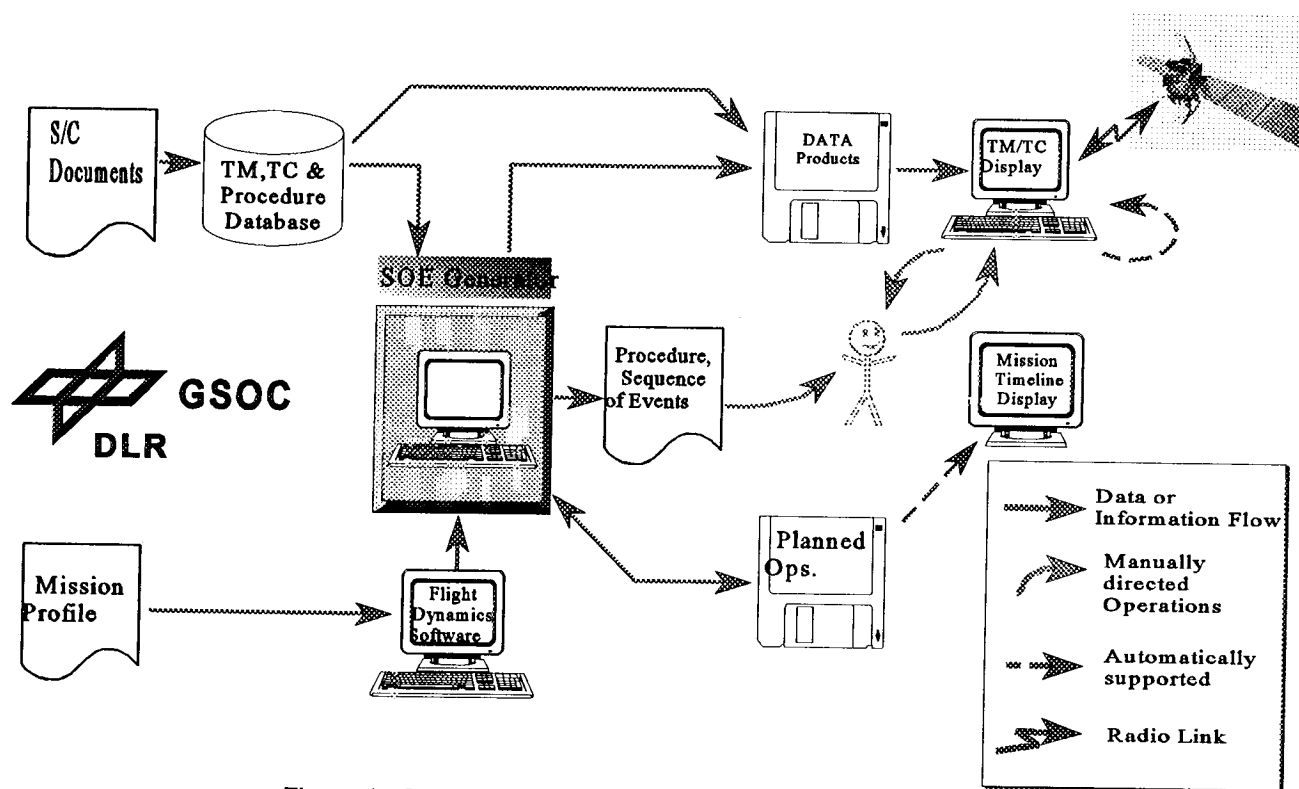 S/C
Documents
TM,TC &
Procedure
Database
DATA
Products
TM/TC
Display
SOE Generator
Procedure,
Sequence
of Events
Mission
Timeline
Display
GSOC
DLR
Mission
Profile
Flight
Dynamics
Software
Planned
Ops.
Data or
Information Flow
Manually
directed
Operations
Automatically
supported
Radio Link